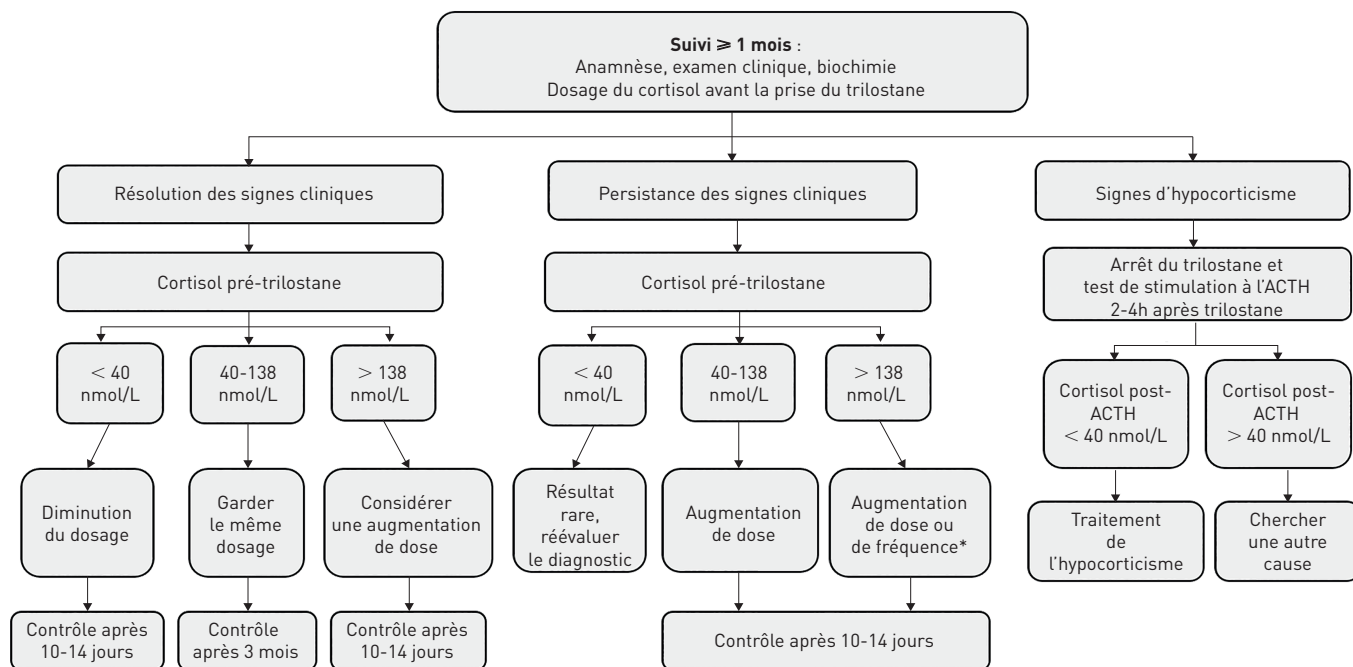 Suivi ⩾ 1 mois :
Anamnèse, examen clinique, biochimie
Dosage du cortisol avant la prise du trilostane
Résolution des signes cliniques
Persistance des signes cliniques
Signes d’hypocorticisme
Cortisol pré-trilostane
Cortisol pré-trilostane
Arrêt du trilostane et
test de stimulation à l’ACTH
2-4h après trilostane
< 40
nmol/L
40-138
nmol/L
> 138
nmol/L
< 40
nmol/L
40-138
nmol/L
> 138
nmol/L
Cortisol post-
ACTH
< 40 nmol/L
Cortisol post-
ACTH
> 40 nmol/L
Diminution
du dosage
Garder
le même
dosage
Considérer
une augmentation
de dose
Résultat
rare,
réévaluer
le diagnostic
Augmentation
de dose
Augmentation
de dose ou
de fréquence*
Traitement
de
l’hypocorticisme
Chercher
une autre
cause
Contrôle après
10-14 jours
Contrôle
après 3 mois
Contrôle après
10-14 jours
Contrôle après 10-14 jours